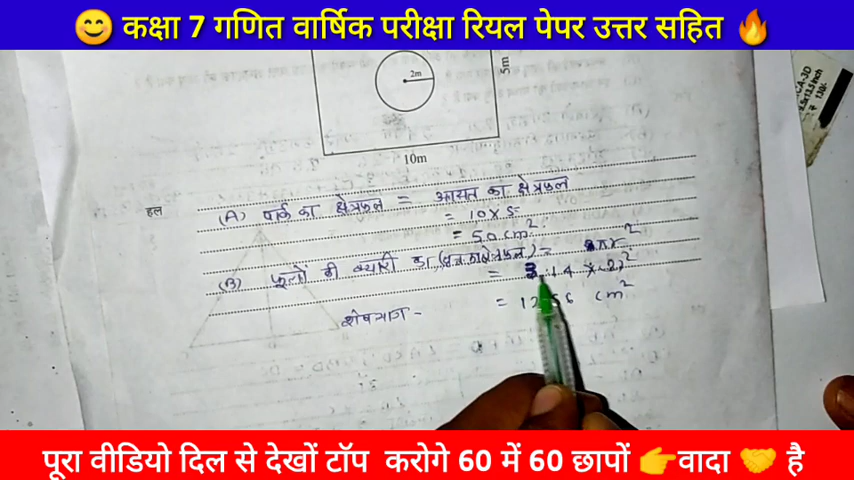 😊 कक्षा 7 गणित वार्षिक परीक्षा रियल पेपर उत्तर सहित 🔥
2m
5m
10m
हल
(A) पार्क का क्षेत्रफल = आयत का क्षेत्रफल
= 10 x 5
= 50 cm²
(B) फूलों की क्यारी का (वृत्त का क्षेत्रफल) = πr²
= 3.14 x 2²
= 12.56 cm²
शेषभाग -
पूरा वीडियो दिल से देखों टॉप करोगे 60 में 60 छापों 👉 वादा 🤝 है